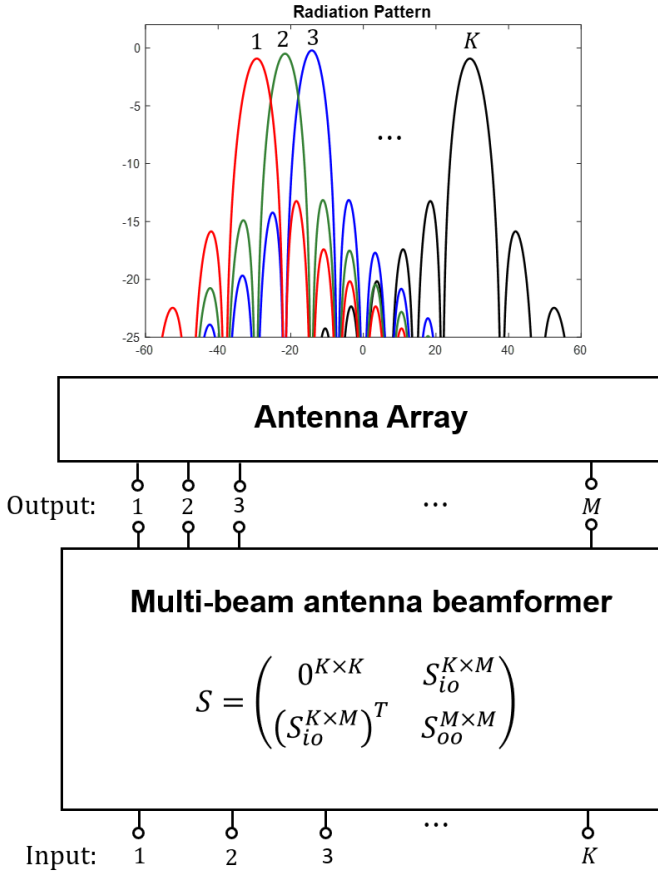 Radiation Pattern
1 2 3 K
0
-5
-10
...
-15
-20
-25
-60 -40 -20 0 20 40 60
Antenna Array
Output: 1 2 3 ... M
Multi-beam antenna beamformer
S = ( 0^{K×K} S_{io}^{K×M}
(S_{io}^{K×M})^T S_{oo}^{M×M} )
...
Input: 1 2 3 K